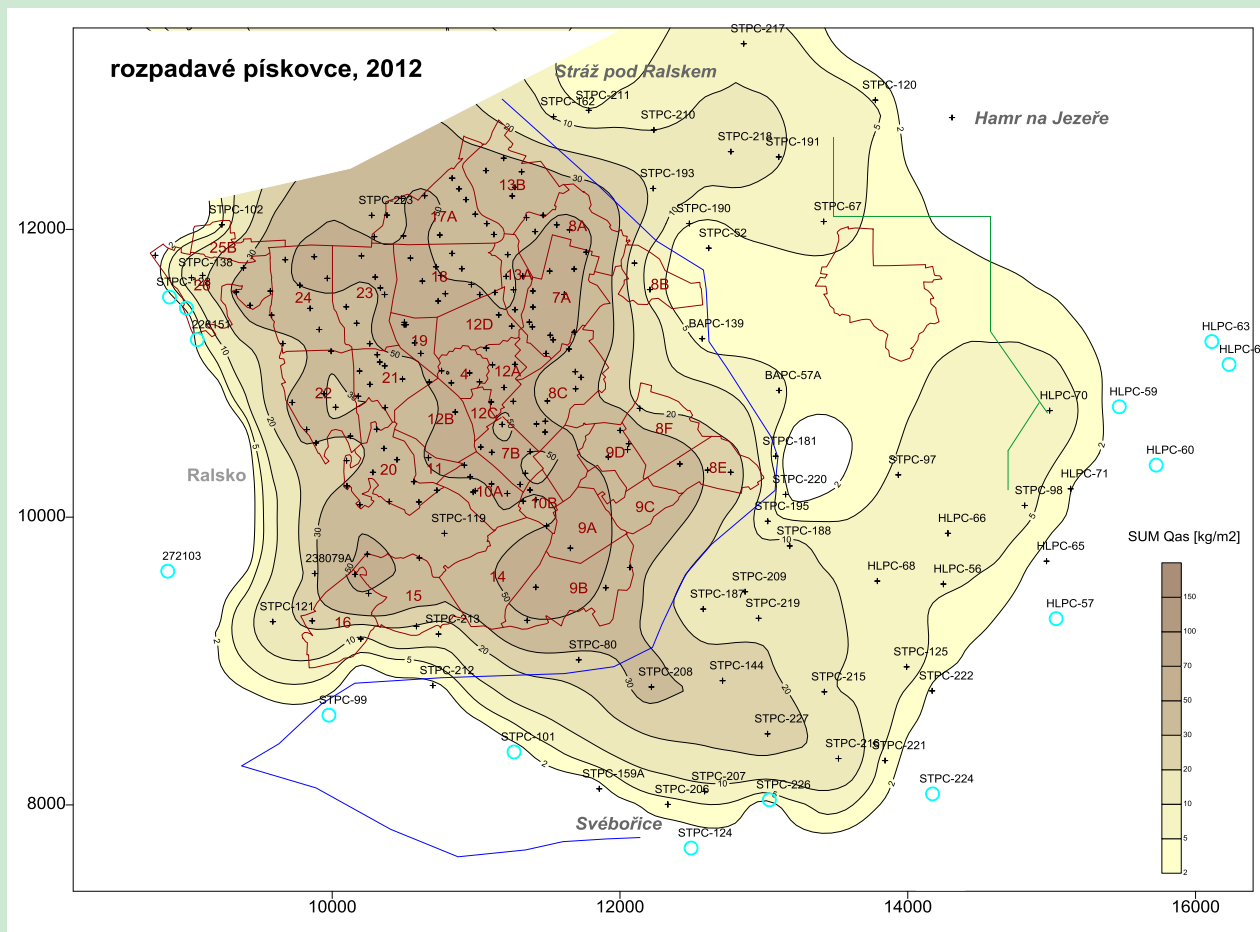 rozpadavé pískovce, 2012
STPC-217
Stráž pod Ralskem
STPC-211
STPC-162
STPC-120
STPC-210
Hamr na Jezeře
STPC-218
STPC-191
STPC-193
13B
STPC-102
17A
STPC-190
STPC-67
12000
8A
25B
STPC-52
STPC-138
18
13A
8B
24
23
7A
12D
BAPC-139
HLPC-63
19
HLPC-6
4
12A
BAPC-57A
21
22
8C
HLPC-70
HLPC-59
12B
12C
8F
STPC-181
7B
9D
HLPC-60
Ralsko
20
11
8E
STPC-97
HLPC-71
10A
STPC-220
STPC-98
10B
9C
10000
STPC-195
STPC-119
9A
STPC-188
HLPC-66
SUM Qas [kg/m2]
272103
238079A
HLPC-65
14
STPC-209
HLPC-68
HLPC-56
9B
15
STPC-187
STPC-219
HLPC-57
STPC-121
16
STPC-213
STPC-80
STPC-125
STPC-212
STPC-208
STPC-144
STPC-215
STPC-222
STPC-99
STPC-227
STPC-101
STPC-221
STPC-159A
STPC-207
STPC-224
STPC-206
STPC-226
8000
Svébořice
STPC-124
150
100
70
50
30
20
10
5
2
10000
12000
14000
16000